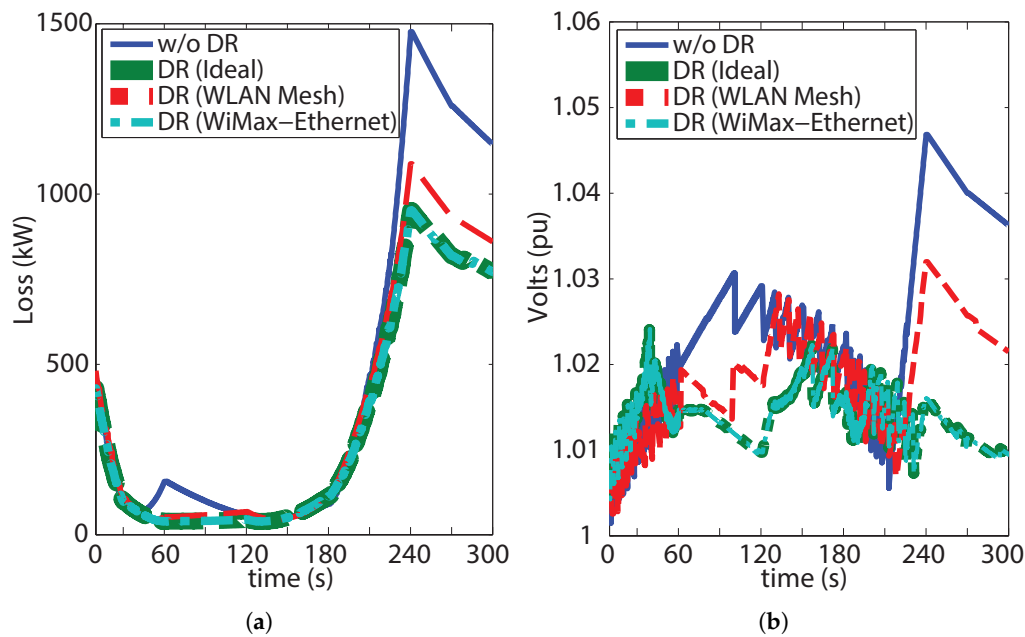 1500
1000
500
0
Loss (kW)
w/o DR
DR (Ideal)
DR (WLAN Mesh)
DR (WiMax−Ethernet)
0 60 120 180 240 300
time (s)
(a)
1.06
1.05
1.04
1.03
1.02
1.01
1
Volts (pu)
w/o DR
DR (Ideal)
DR (WLAN Mesh)
DR (WiMax−Ethernet)
0 60 120 180 240 300
time (s)
(b)